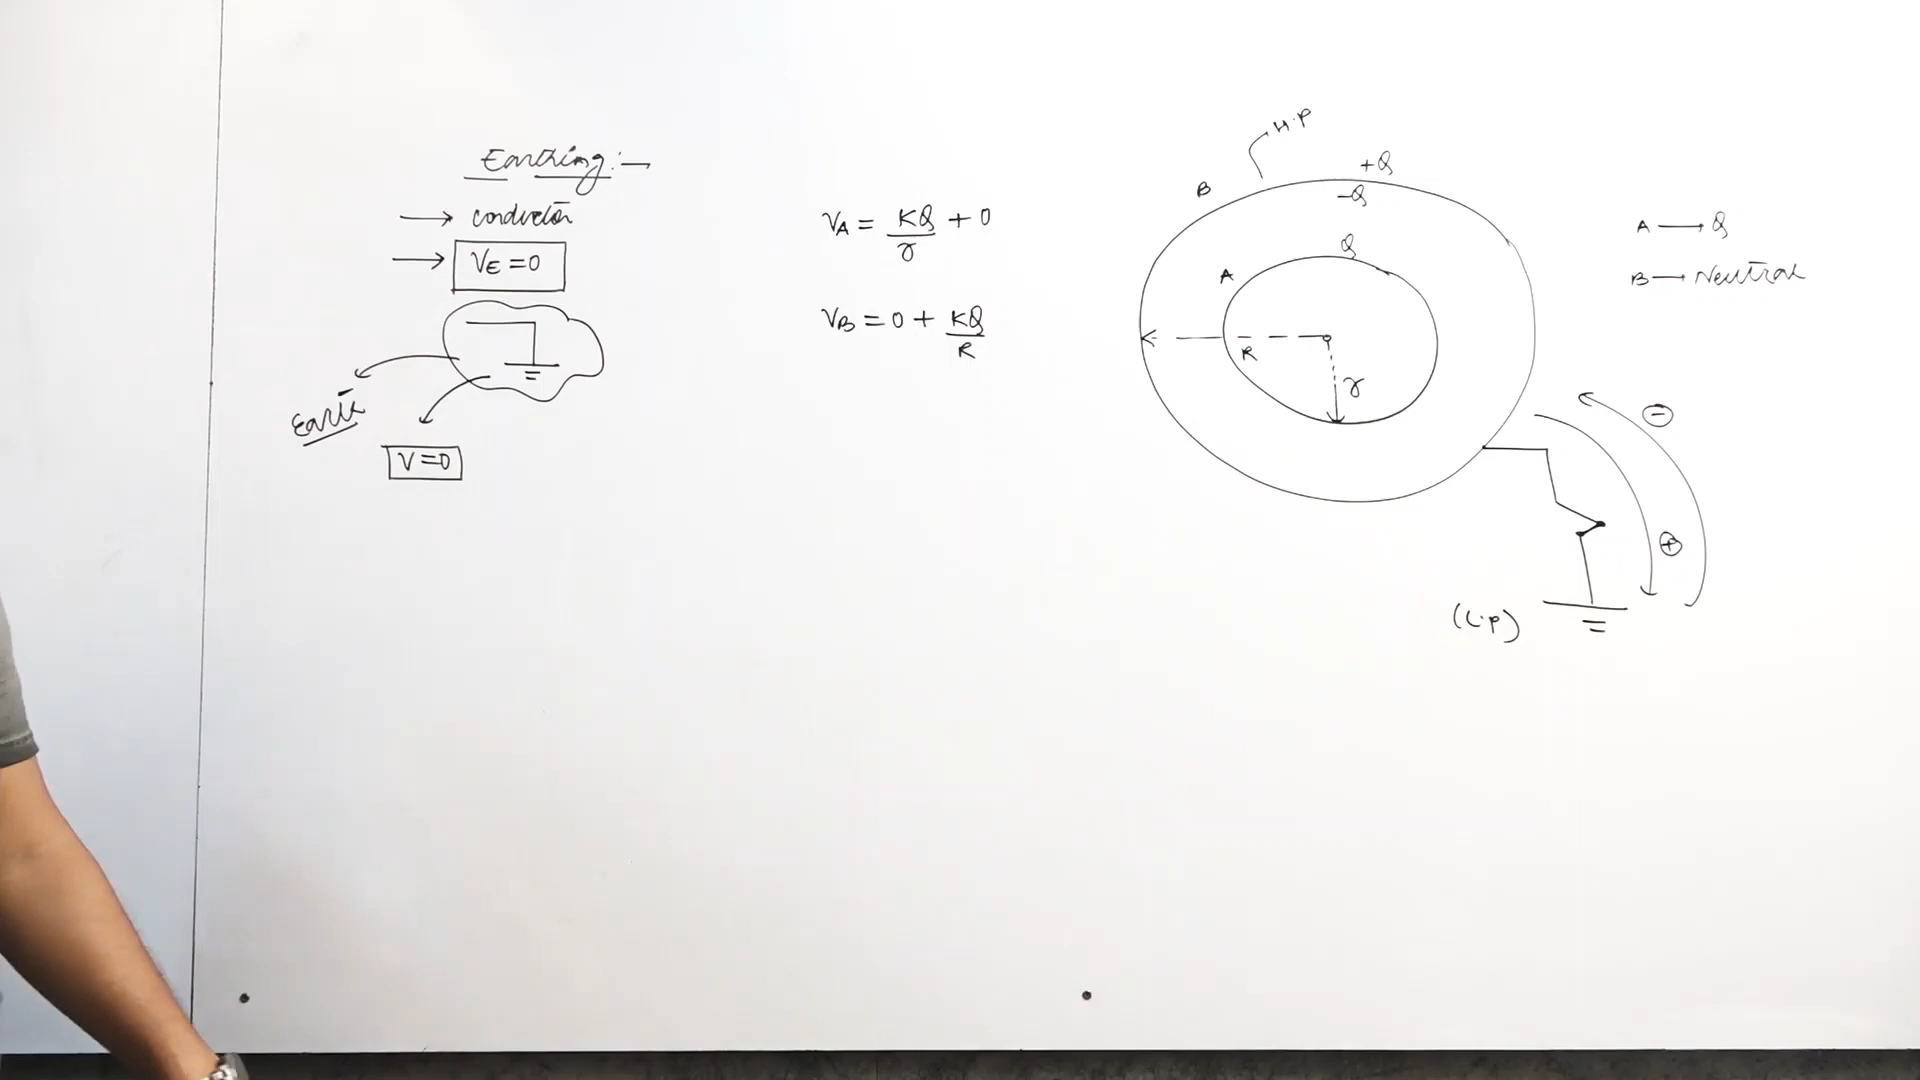 Earthing :-
→ conductor
→ VE = 0
Earth
V = 0
VA = KQ/r + 0
VB = 0 + KQ/R
H.P
B
+Q
-Q
Q
A
R
r
A → Q
B → Neutral
-
+
(L.P)